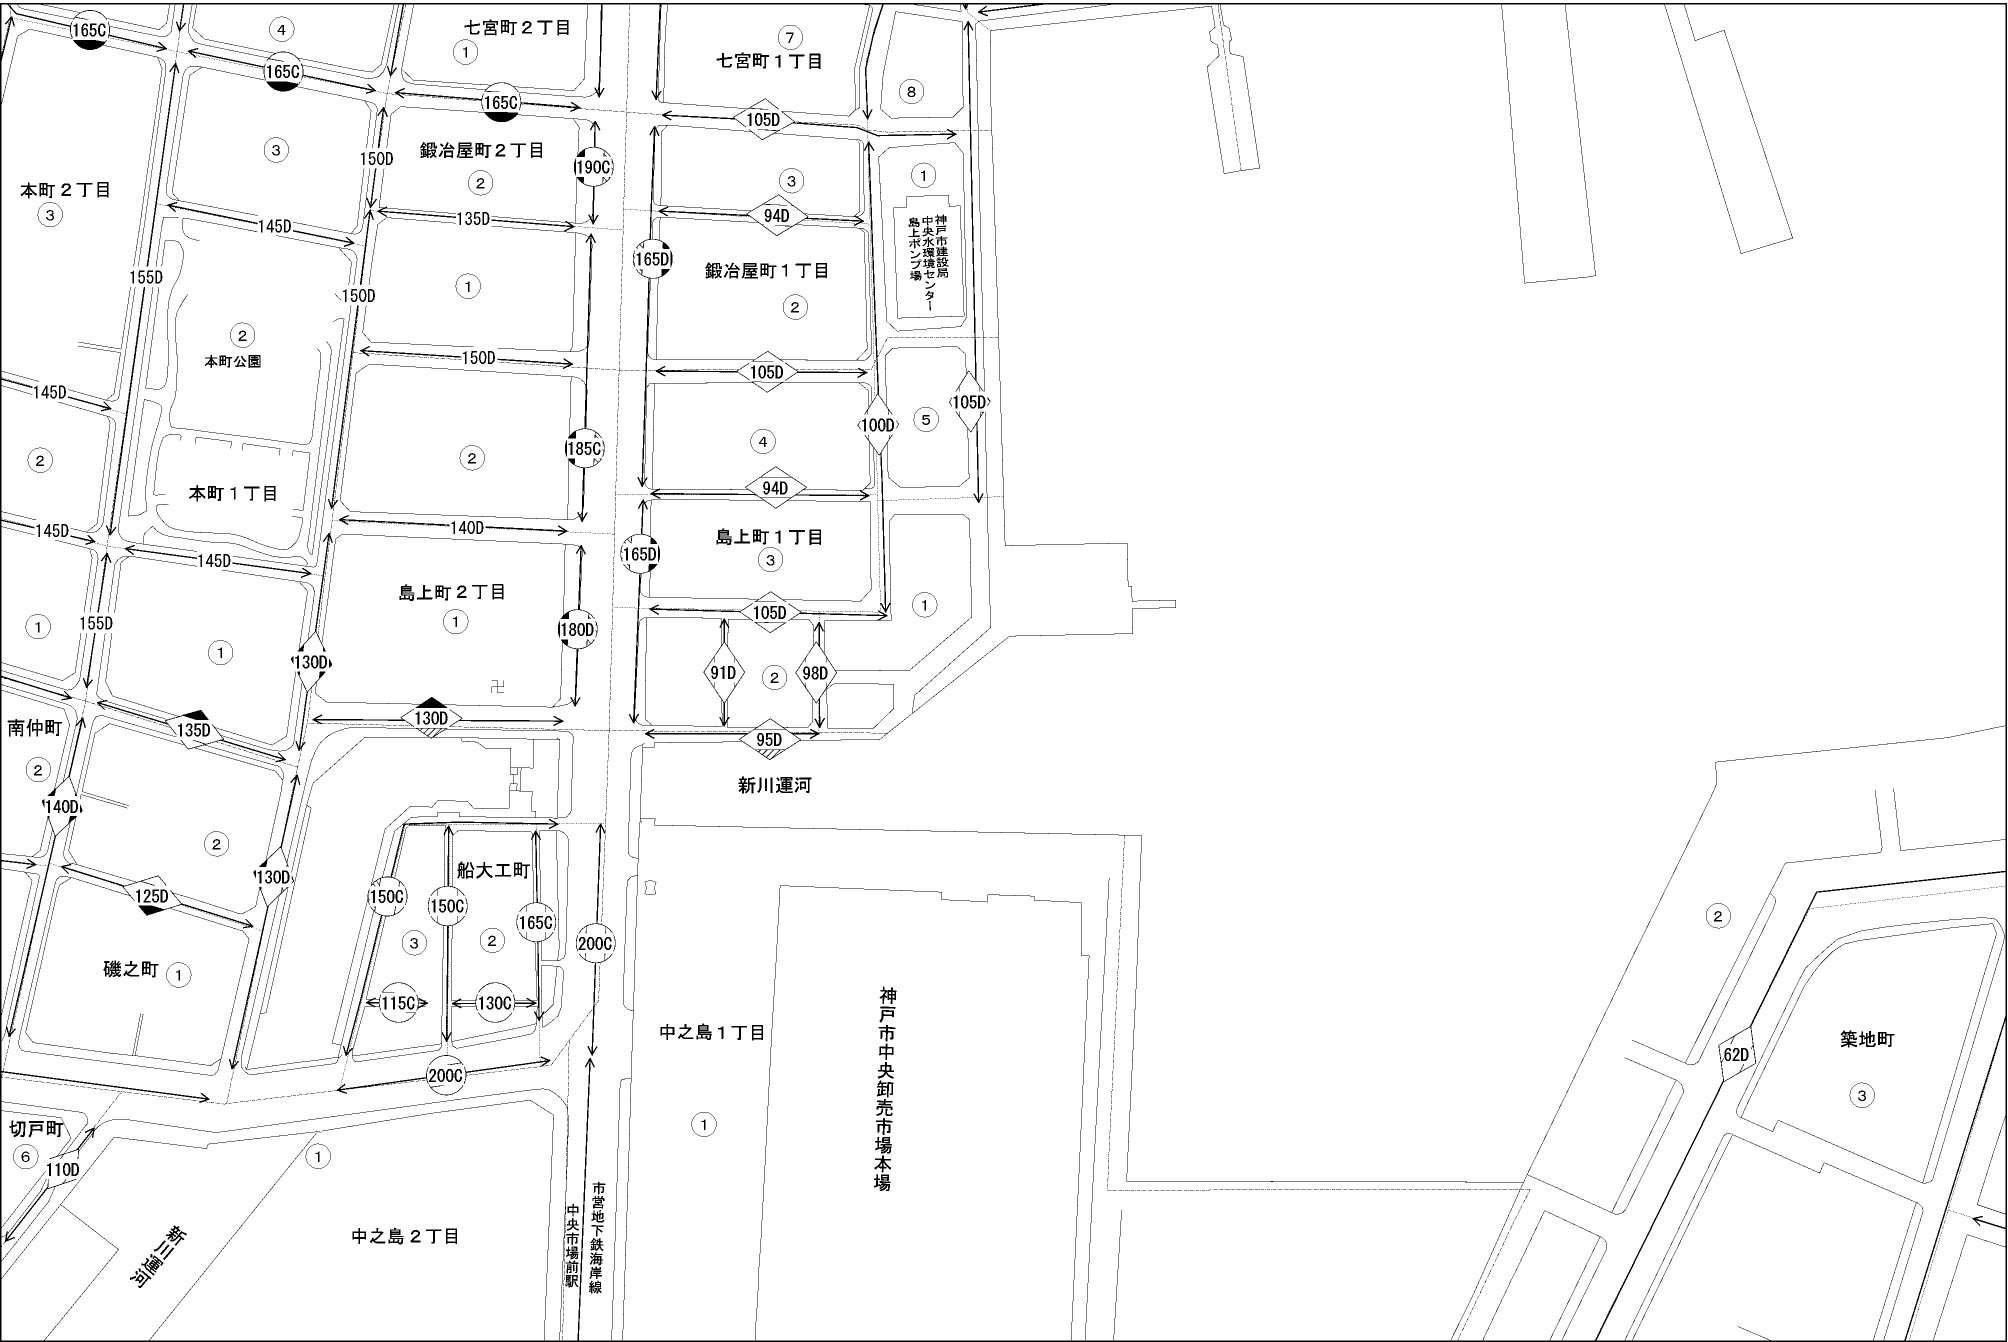 165C
4
七宮町２丁目
1
7
七宮町１丁目
165C
165C
8
105D
3
150D
鍛冶屋町２丁目
2
190C
3
1
本町２丁目
3
145D
135D
94D
神戸市建設局
中央水環境センター
島上ポンプ場
155D
150D
1
165D
鍛冶屋町１丁目
2
2
本町公園
150D
105D
145D
105D
100D
5
2
2
185C
4
本町１丁目
94D
145D
140D
145D
165D
島上町１丁目
3
島上町２丁目
1
180D
105D
1
1
155D
1
130D
91D
2
98D
卍
南仲町
2
135D
130D
95D
新川運河
140D
2
船大工町
125D
130D
150C
150C
165C
200C
3
2
磯之町
1
115C
130C
2
中之島１丁目
神戸市中央卸売市場本場
築地町
62D
3
200C
1
切戸町
6
110D
1
新川運河
中之島２丁目
市営地下鉄海岸線
中央市場前駅